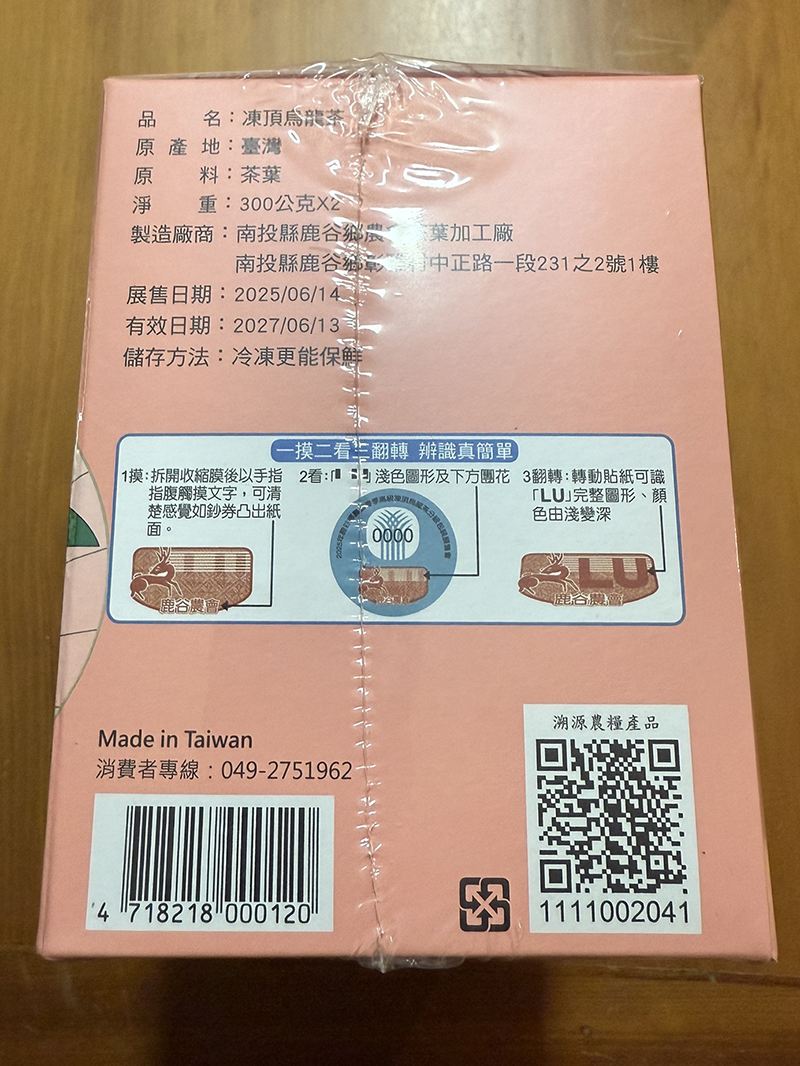 品 名：凍頂烏龍茶
原 產 地：臺灣
原 料：茶葉
淨 重：300公克X2
製造廠商：南投縣鹿谷鄉農 葉加工廠
南投縣鹿谷鄉彰 村中正路一段231之2號1樓
展售日期：2025/06/14
有效日期：2027/06/13
儲存方法：冷凍更能保鮮
一摸二看三翻轉 辨識真簡單
1摸：拆開收縮膜後以手指
指腹觸摸文字，可清
楚感覺如鈔券凸出紙
面。
鹿谷農會
2看：「 」淺色圖形及下方團花
0000
鹿谷農會
3翻轉：轉動貼紙可識
「LU」完整圖形、顏
色由淺變深
LU
鹿谷農會
Made in Taiwan
消費者專線：049-2751962
4 718218 000120
溯源農糧產品
1111002041